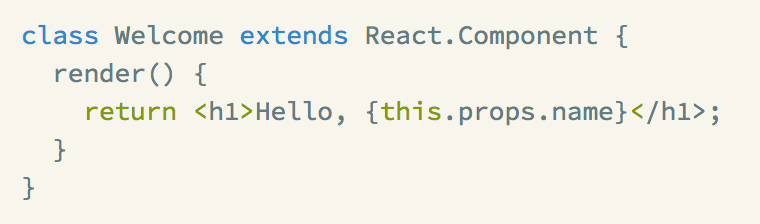 class Welcome extends React.Component {
  render() {
    return <h1>Hello, {this.props.name}</h1>;
  }
}